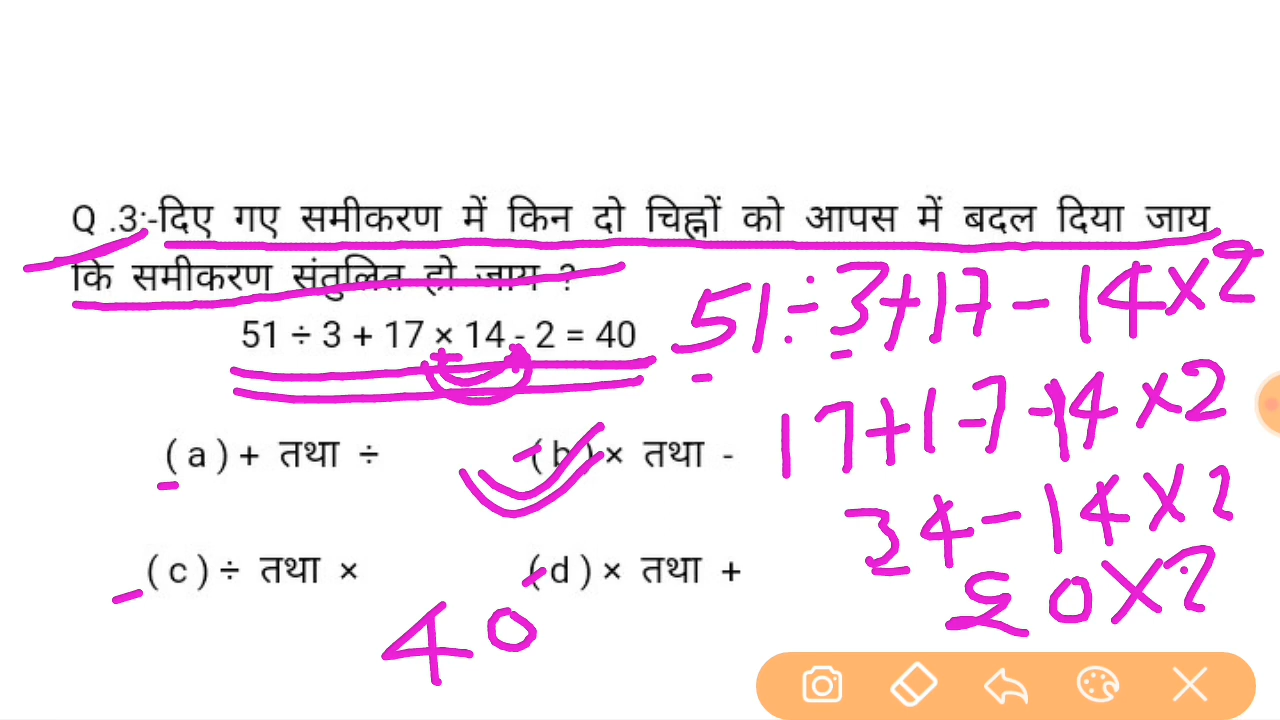 Q .3:-दिए गए समीकरण में किन दो चिह्नों को आपस में बदल दिया जाय
कि समीकरण संतुलित हो जाय ?
51 ÷ 3 + 17 × 14 - 2 = 40
51÷3+17-14×2
( a ) + तथा ÷
( b ) × तथा -
17+17-14×2
34-14×2
( c ) ÷ तथा ×
( d ) × तथा +
20×2
40